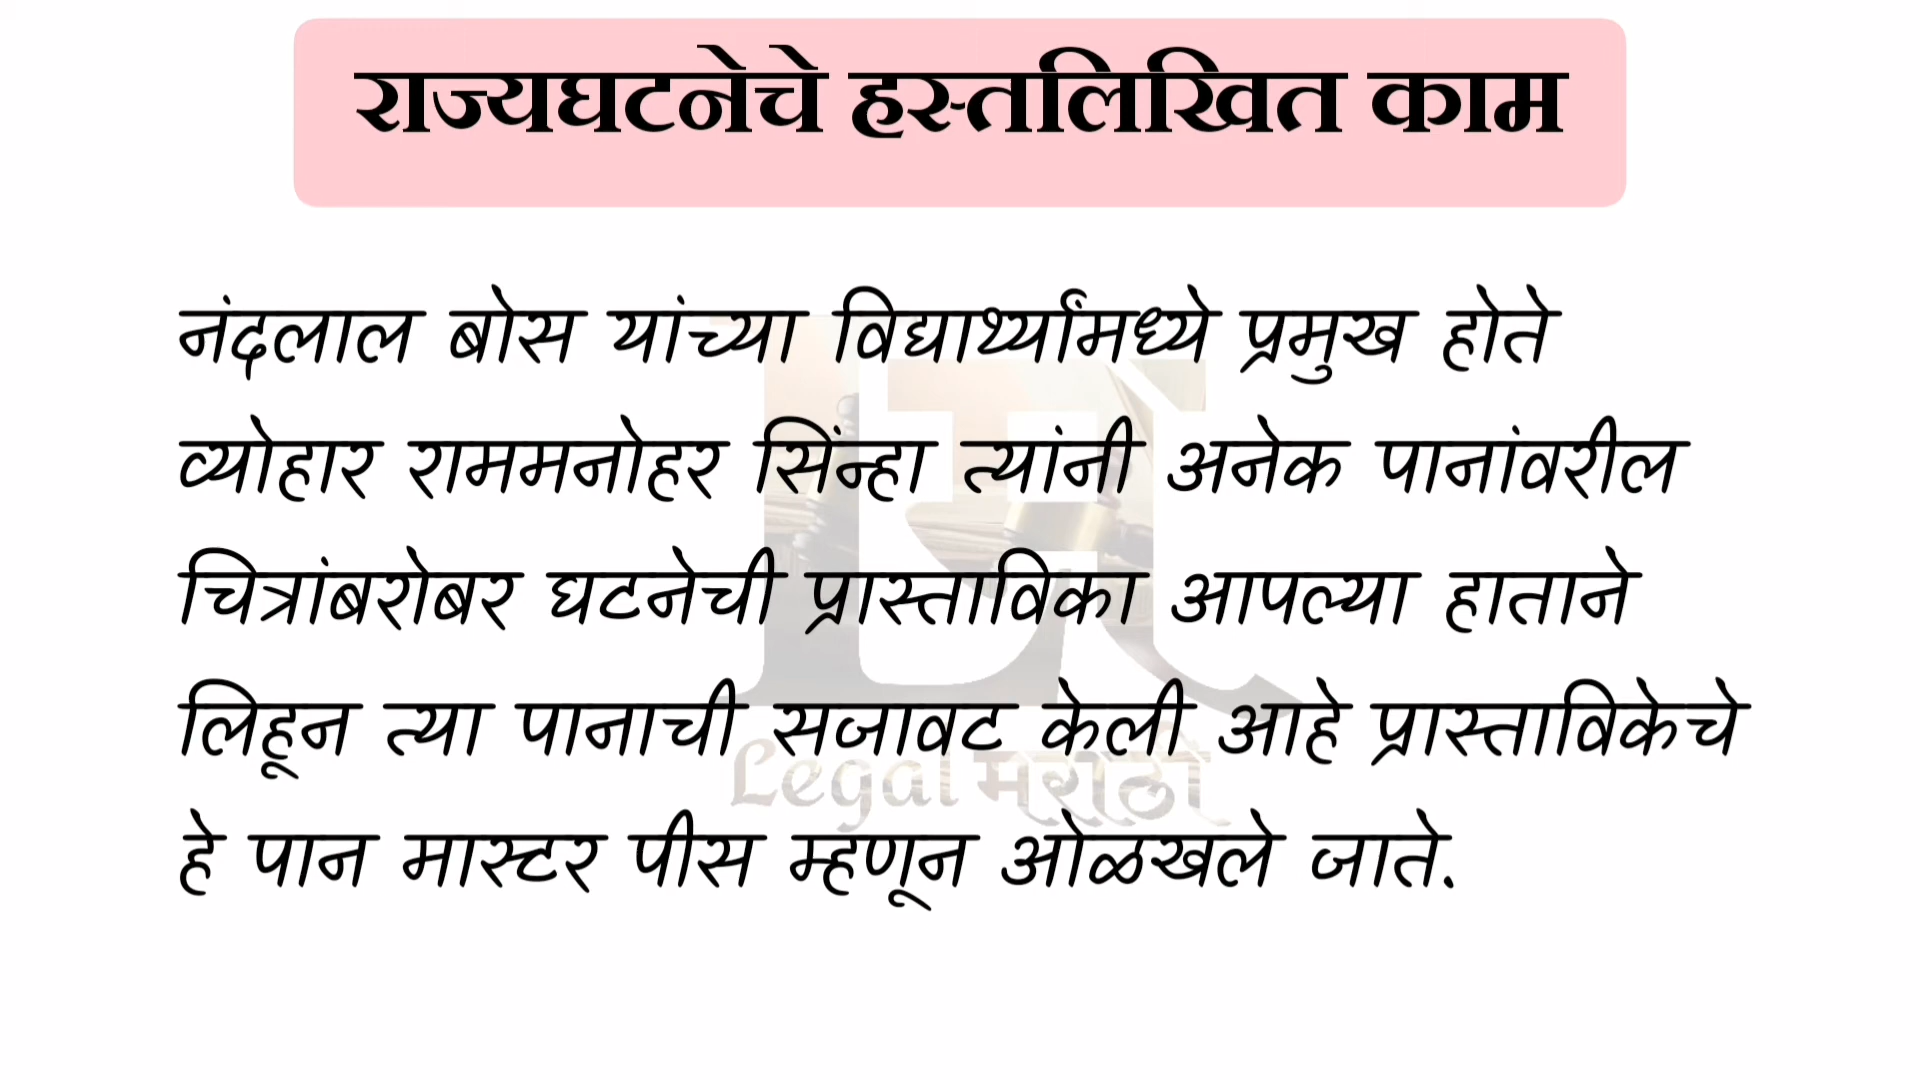 राज्यघटनेचे हस्तलिखित काम
नंदलाल बोस यांच्या विद्यार्थ्यांमध्ये प्रमुख होते
व्योहार राममनोहर सिंन्हा त्यांनी अनेक पानांवरील
चित्रांबरोबर घटनेची प्रास्ताविका आपल्या हाताने
लिहून त्या पानाची सजावट केली आहे प्रास्ताविकेचे
हे पान मास्टर पीस म्हणून ओळखले जाते.
Legal मराठी